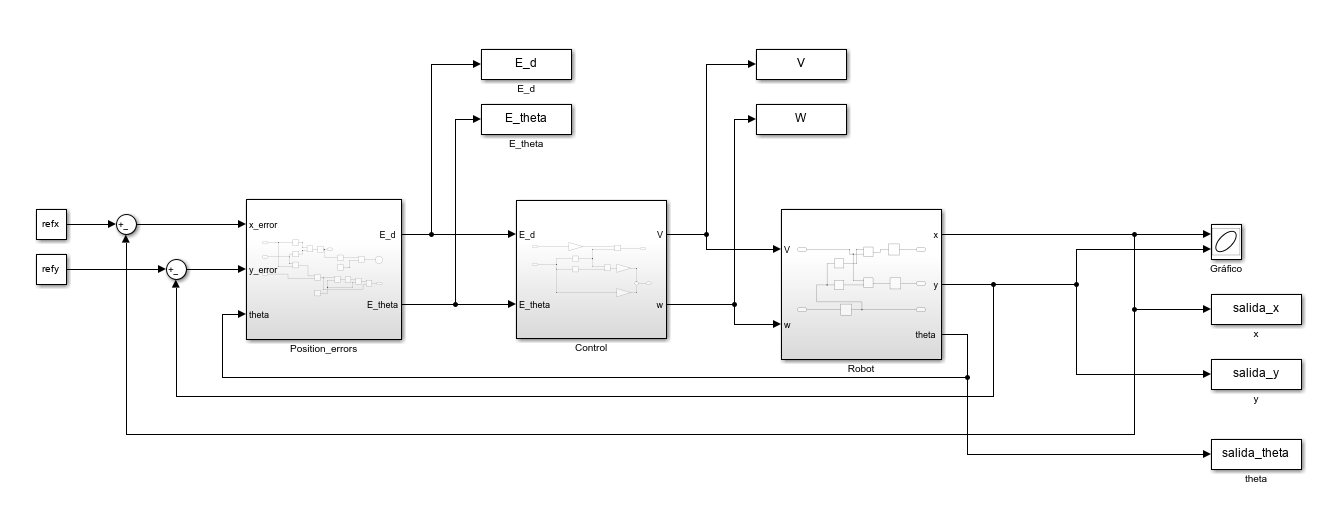 E_d
E_d
E_theta
E_theta
V
W
refx
+
_
refy
+
_
x_error
y_error
theta
E_d
E_theta
Position_errors
E_d
E_theta
V
w
Control
V
w
x
y
theta
Robot
Gráfico
salida_x
x
salida_y
y
salida_theta
theta